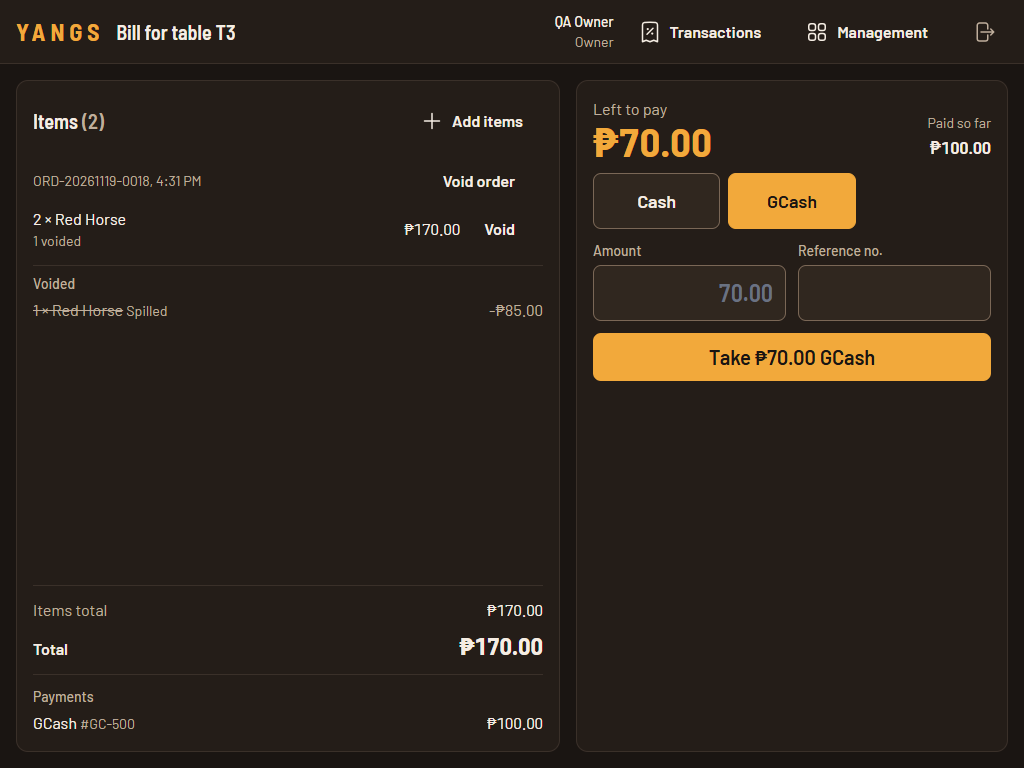 YANGS Bill for table T3
QA Owner
Owner
Transactions
Management
Items (2)
Add items
ORD-20261119-0018, 4:31 PM
Void order
2 × Red Horse
1 voided
₱170.00
Void
Voided
1 × Red Horse Spilled
-₱85.00
Items total
₱170.00
Total
₱170.00
Payments
GCash #GC-500
₱100.00
Left to pay
₱70.00
Paid so far
₱100.00
Cash
GCash
Amount
Reference no.
70.00
Take ₱70.00 GCash